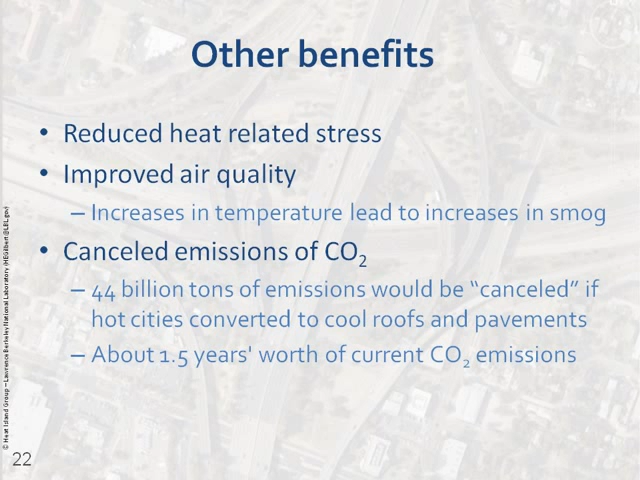 Other benefits
• Reduced heat related stress
• Improved air quality
– Increases in temperature lead to increases in smog
• Canceled emissions of CO₂
– 44 billion tons of emissions would be “canceled” if
hot cities converted to cool roofs and pavements
– About 1.5 years' worth of current CO₂ emissions
© Heat Island Group – Lawrence Berkeley National Laboratory (HEGilbert@LBL.gov)
22